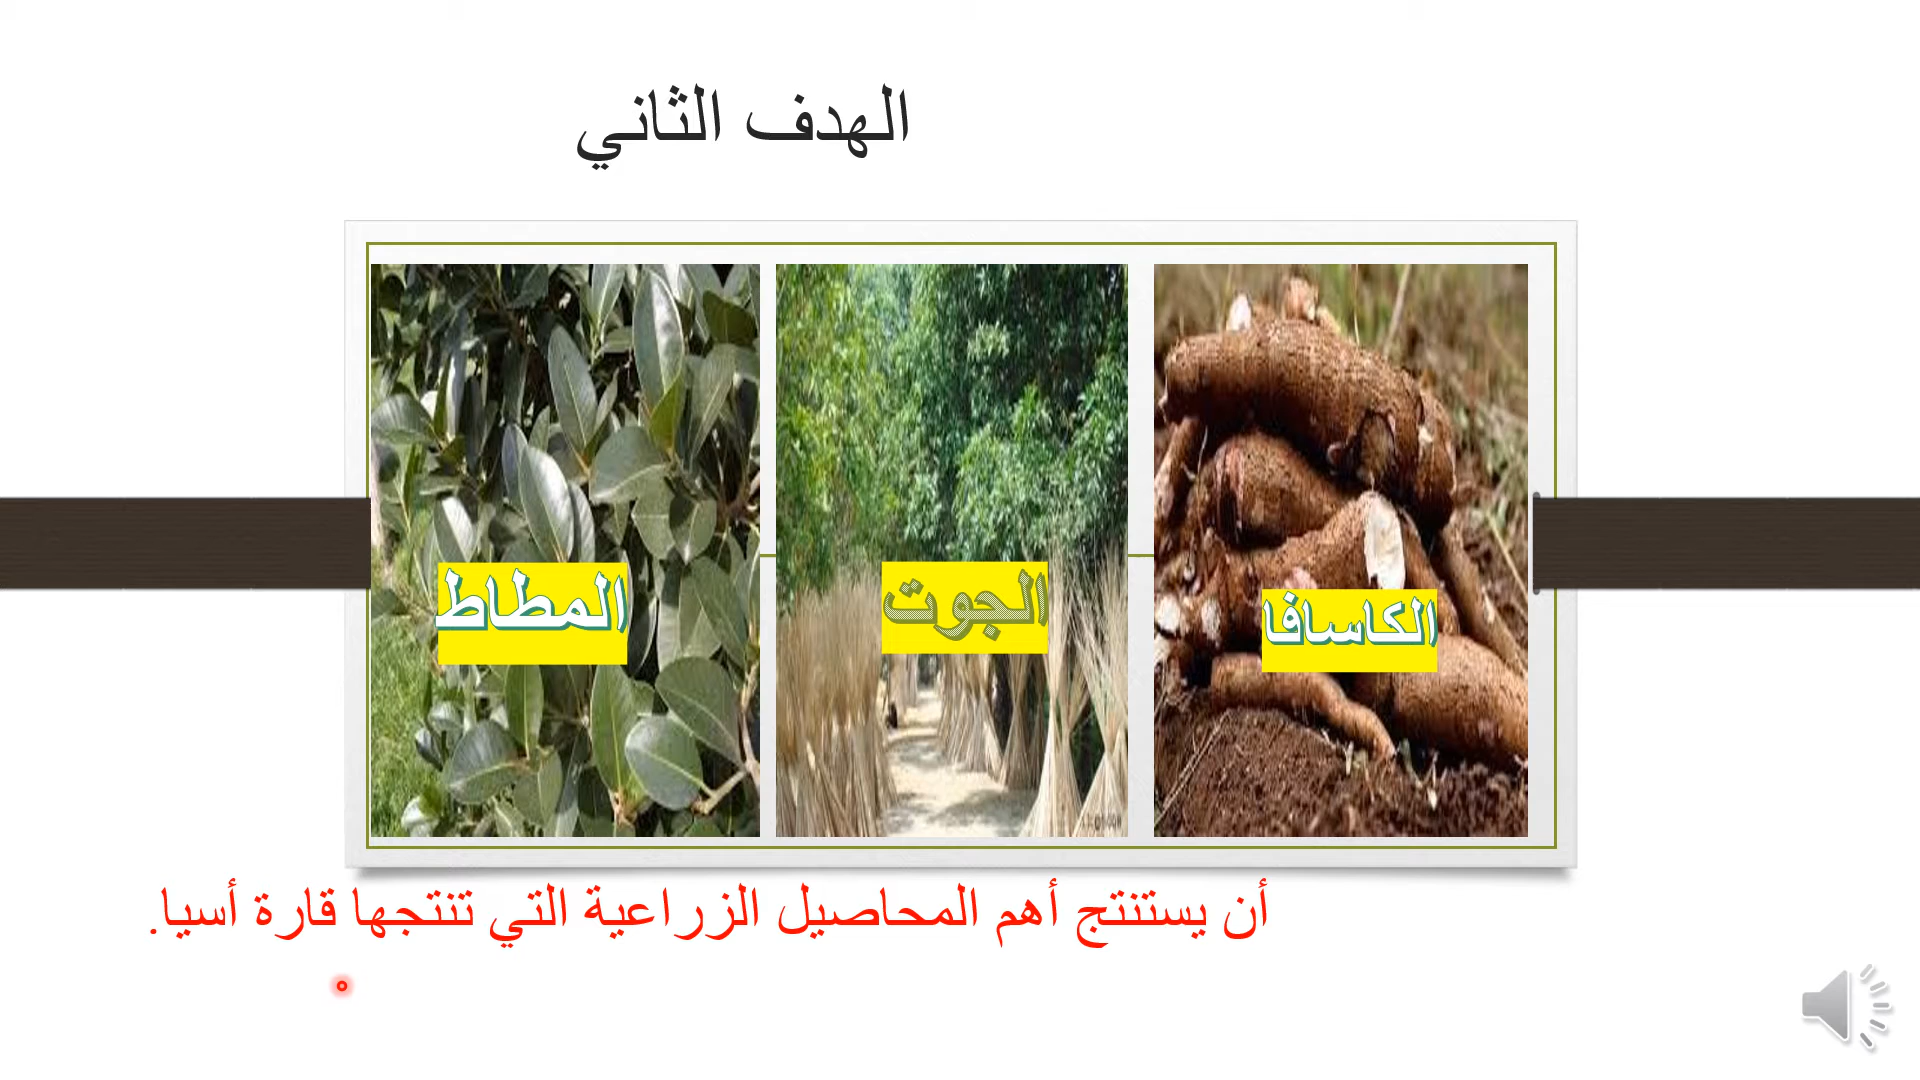 الهدف الثاني
الكاسافا
الجوت
المطاط
أن يستنتج أهم المحاصيل الزراعية التي تنتجها قارة أسيا.